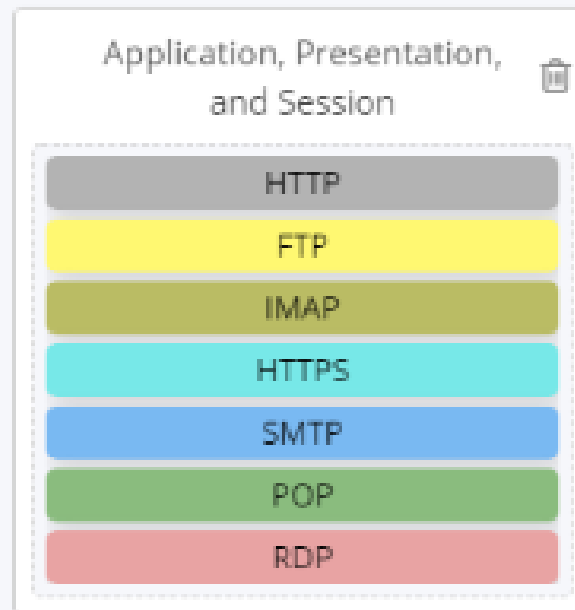 Application, Presentation,
and Session
HTTP
FTP
IMAP
HTTPS
SMTP
POP
RDP